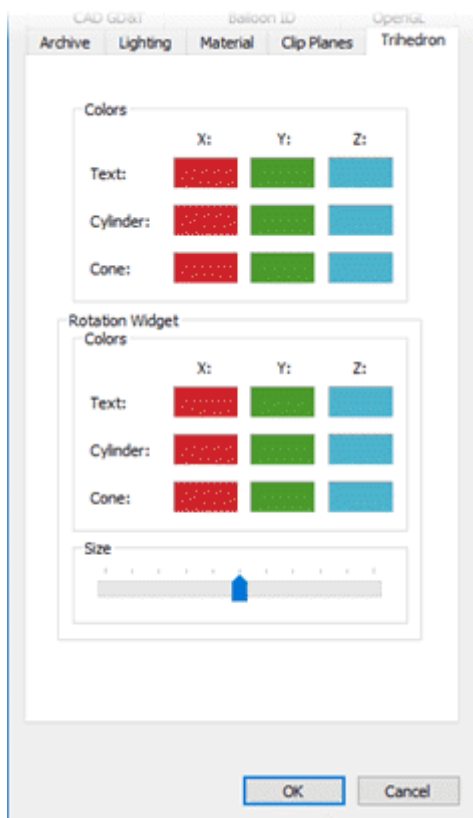 CAD GD&T Balloon ID OpenGL
Archive Lighting Material Clip Planes Trihedron
Colors
X: Y: Z:
Text:
Cylinder:
Cone:
Rotation Widget
Colors
X: Y: Z:
Text:
Cylinder:
Cone:
Size
OK Cancel